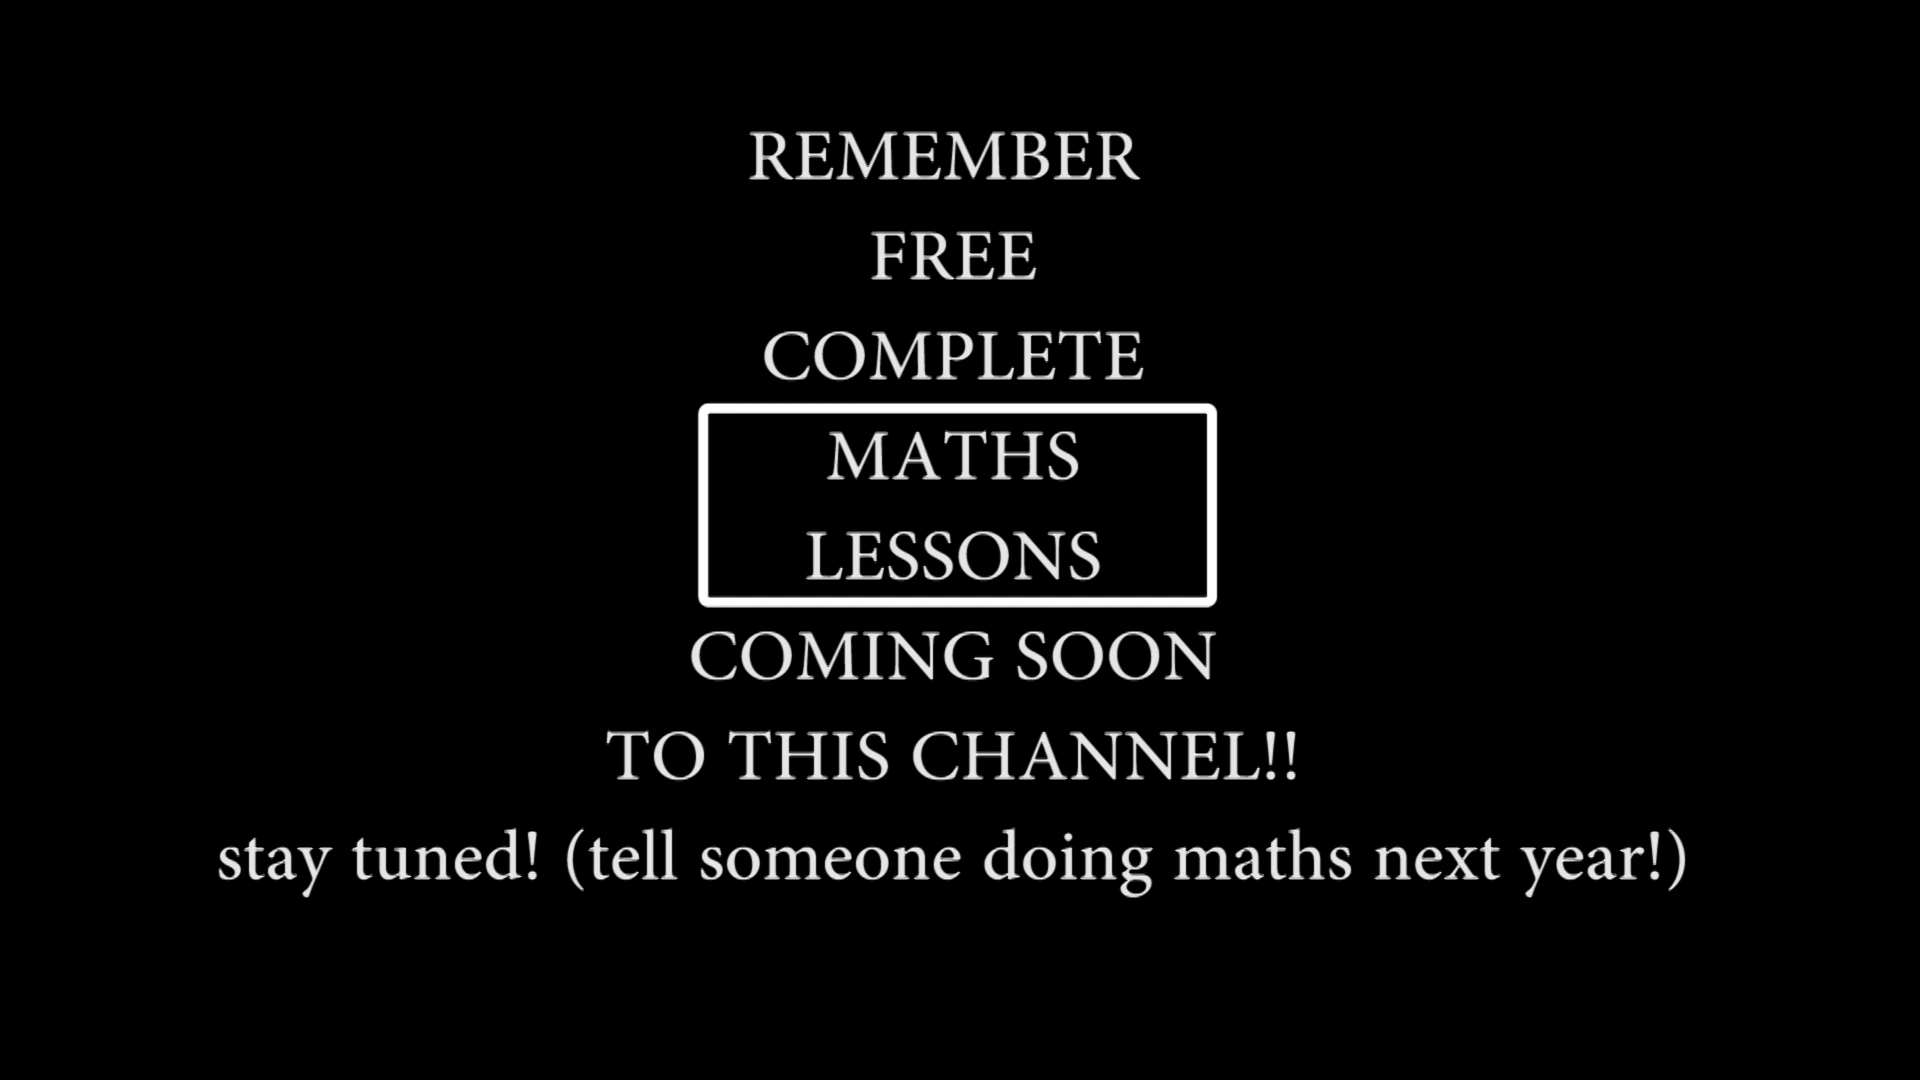 REMEMBER
FREE
COMPLETE
MATHS
LESSONS
COMING SOON
TO THIS CHANNEL!!
stay tuned! (tell someone doing maths next year!)